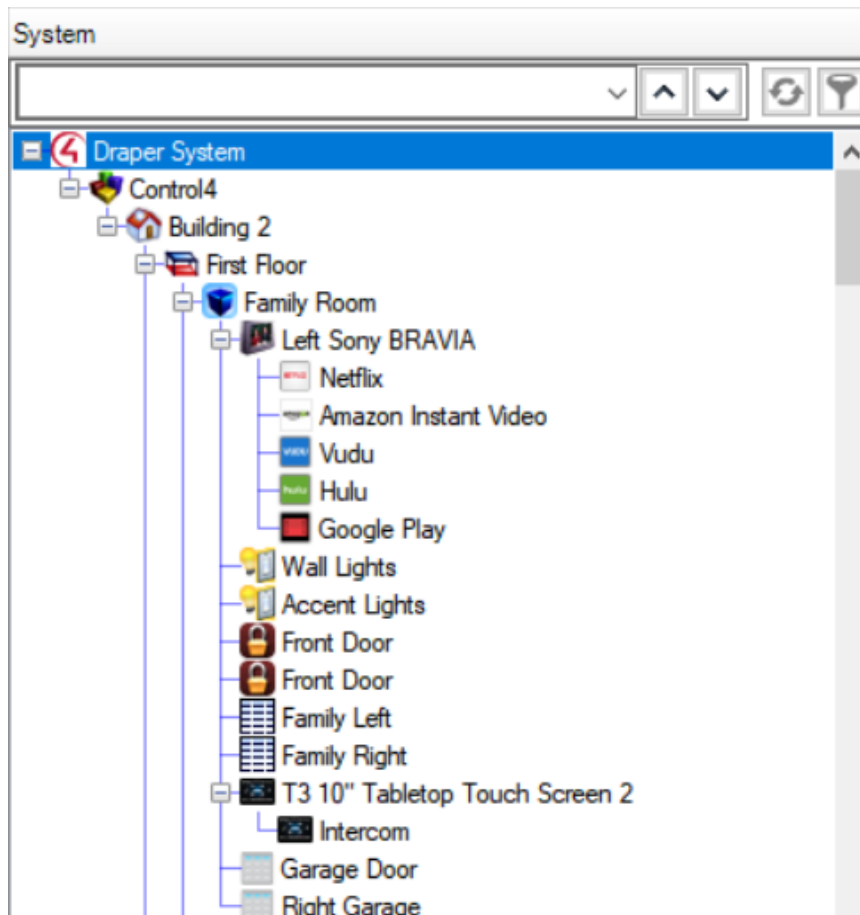 System
Draper System
Control4
Building 2
First Floor
Family Room
Left Sony BRAVIA
Netflix
Amazon Instant Video
Vudu
Hulu
Google Play
Wall Lights
Accent Lights
Front Door
Front Door
Family Left
Family Right
T3 10" Tabletop Touch Screen 2
Intercom
Garage Door
Right Garage